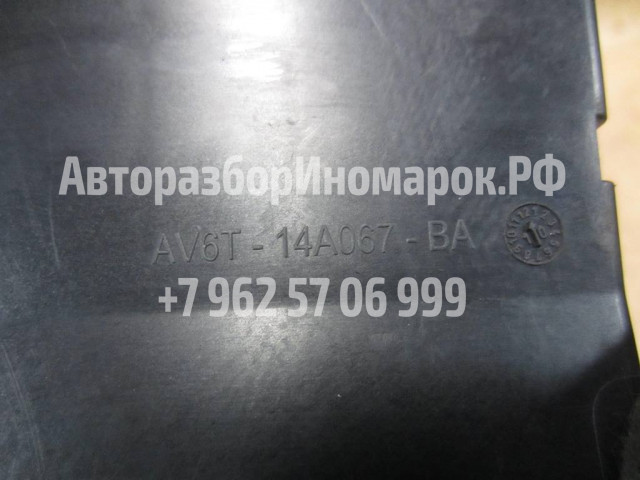 АвторазборИномарок.РФ
AV6T - 14A067 - BA
+7 962 57 06 999